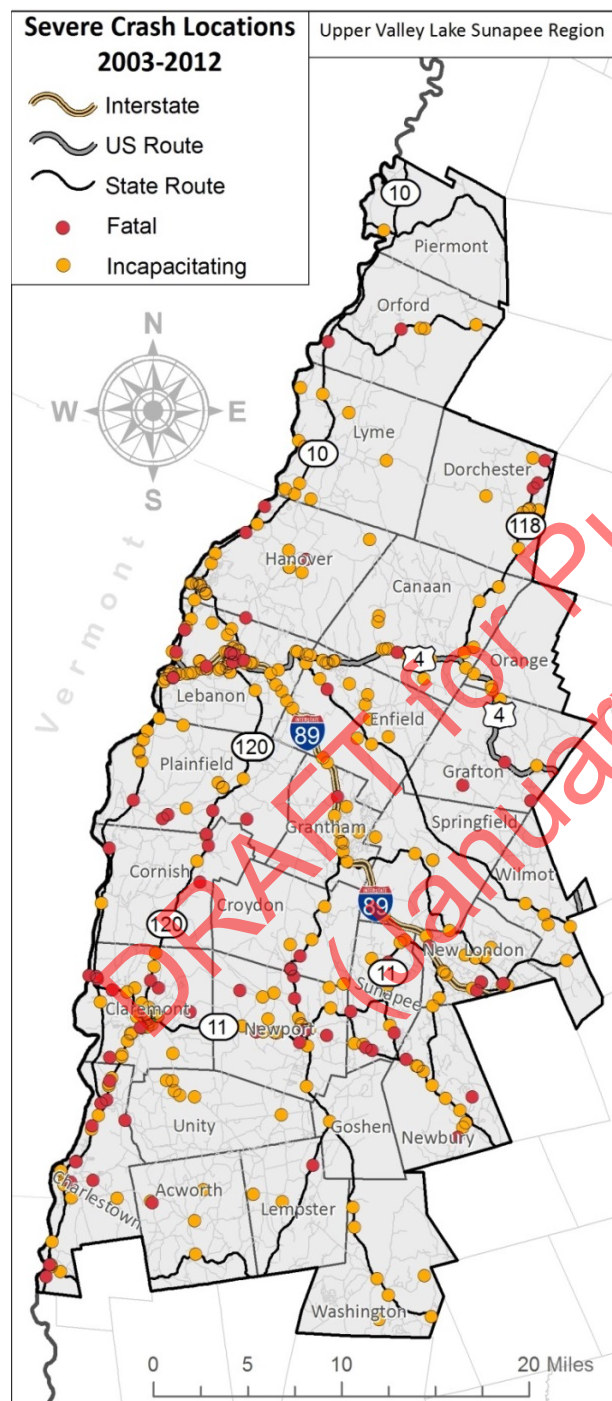 Severe Crash Locations
2003-2012
Upper Valley Lake Sunapee Region
Interstate
US Route
State Route
Fatal
Incapacitating
10
Piermont
Orford
N
W
E
S
Lyme
10
Dorchester
118
Hanover
Canaan
Vermont
4
Orange
Lebanon
Enfield
4
89
120
Plainfield
Grafton
Grantham
Springfield
Cornish
Wilmot
Croydon
89
120
New London
11
Sunapee
Claremont
11
Newport
Unity
Goshen
Newbury
Charlestown
Acworth
Lempster
Washington
0 5 10 20 Miles
DRAFT for
(January